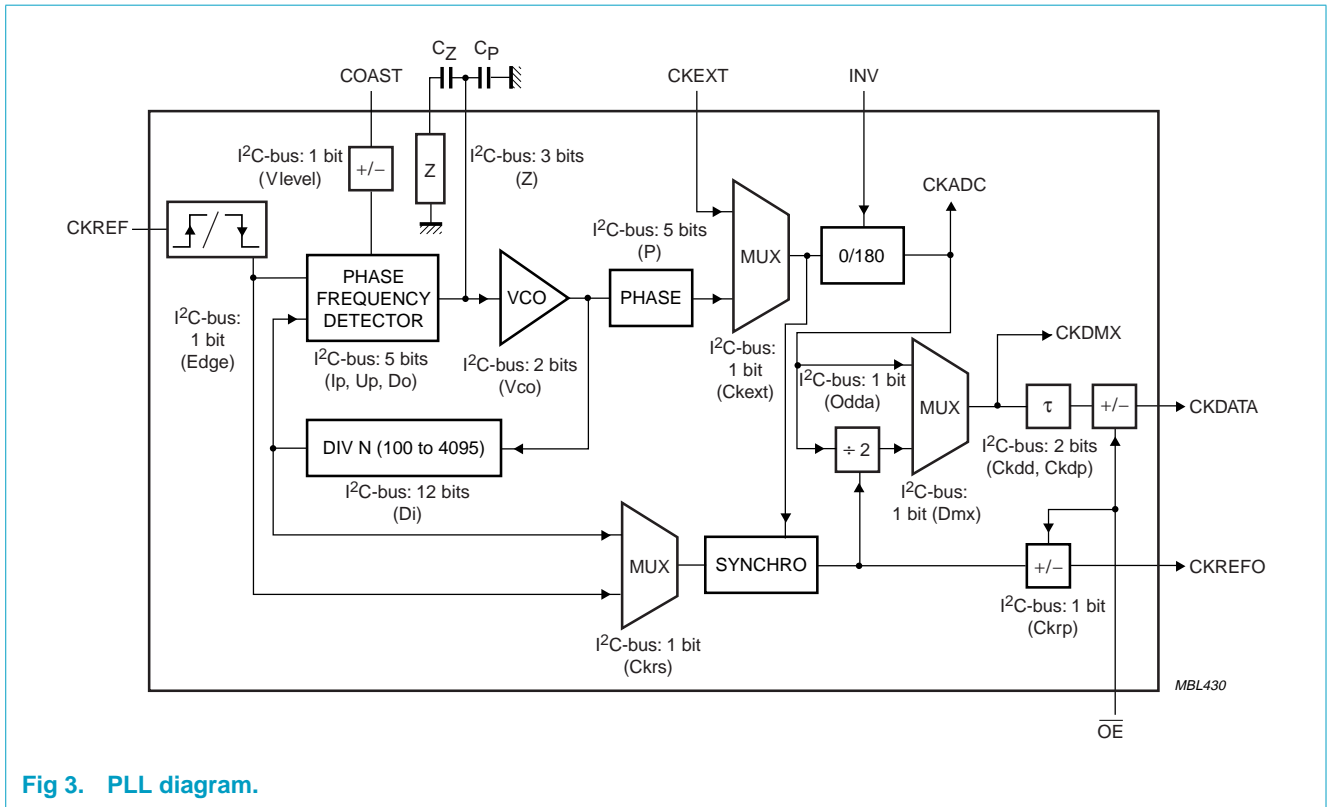 CZ CP
COAST
CKEXT
INV
I2C-bus: 1 bit
(Vlevel)
+/−
Z
I2C-bus: 3 bits
(Z)
CKADC
CKREF
I2C-bus: 5 bits
(P)
MUX
0/180
PHASE
FREQUENCY
DETECTOR
VCO
PHASE
I2C-bus:
1 bit
(Edge)
I2C-bus: 5 bits
(Ip, Up, Do)
I2C-bus: 2 bits
(Vco)
I2C-bus:
1 bit
(Ckext)
CKDMX
I2C-bus: 1 bit
(Odda)
MUX
τ
+/−
CKDATA
DIV N (100 to 4095)
÷ 2
I2C-bus: 2 bits
(Ckdd, Ckdp)
I2C-bus: 12 bits
(Di)
I2C-bus:
1 bit (Dmx)
MUX
SYNCHRO
+/−
CKREFO
I2C-bus: 1 bit
(Ckrp)
I2C-bus: 1 bit
(Ckrs)
MBL430
OE
Fig 3. PLL diagram.